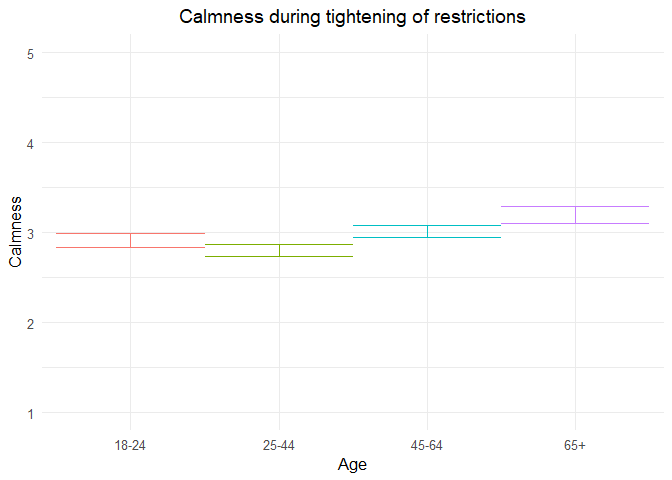 Calmness during tightening of restrictions
5
4
3
2
1
Calmness
18-24 25-44 45-64 65+
Age